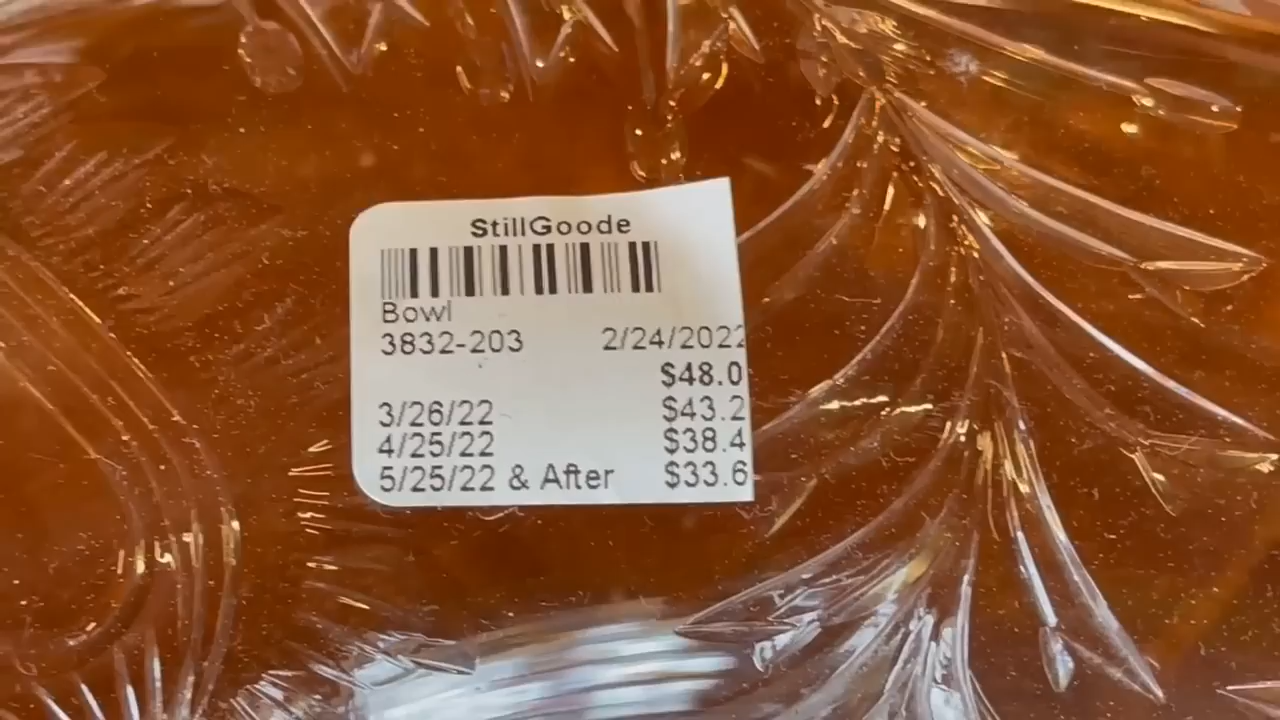 StillGoode
Bowl
3832-203 2/24/2022
$48.0
3/26/22 $43.2
4/25/22 $38.4
5/25/22 & After $33.6